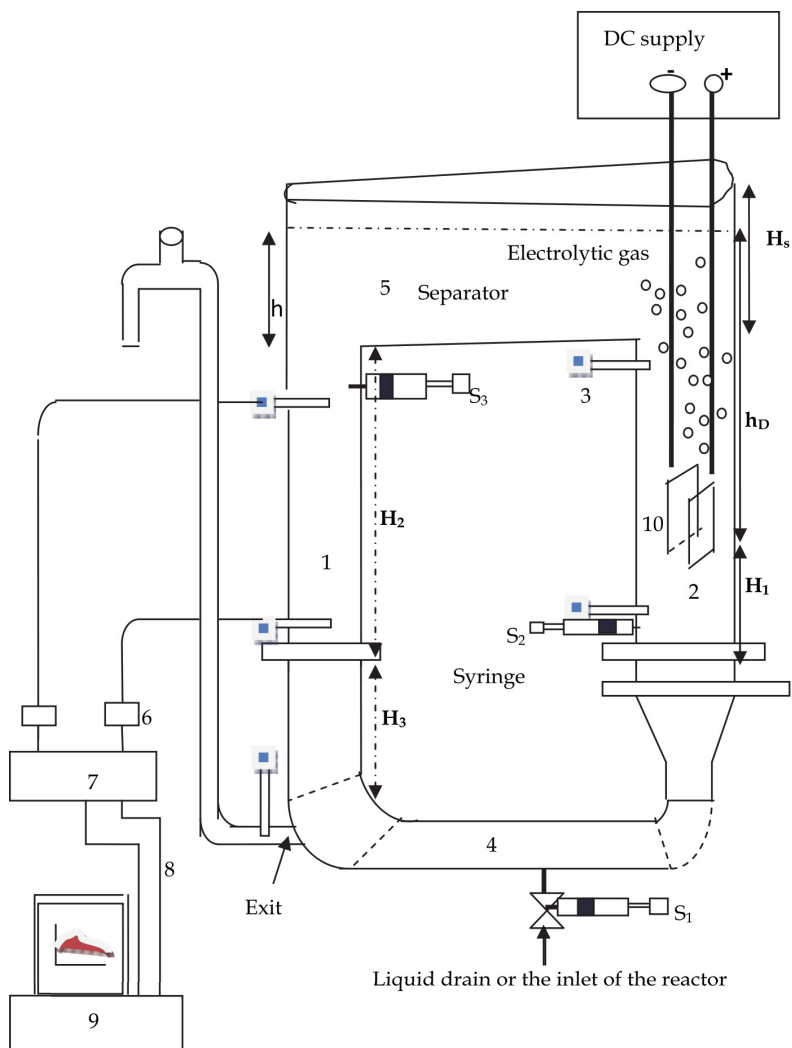 DC supply
- +
Electrolytic gas
Hs
5 Separator
h
3
S3
hD
H2
10
1
2
H1
S2
Syringe
6
H3
7
4
8
Exit
S1
Liquid drain or the inlet of the reactor
9